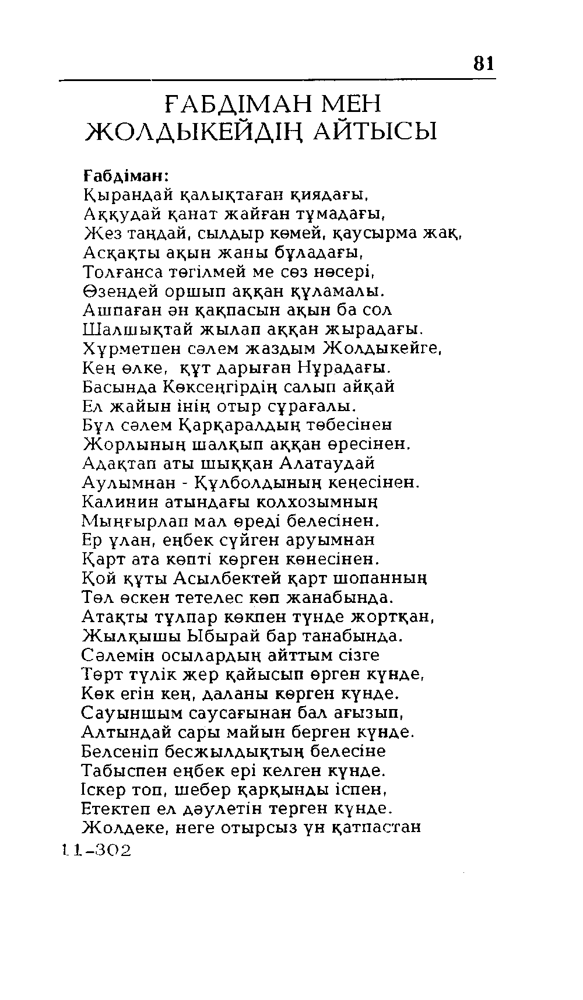 81
ҒАБДІМАН МЕН
ЖОЛДЫКЕЙДІҢ АЙТЫСЫ
Ғабдіман:
Қырандай қалықтаған қиядағы,
Аққудай қанат жайған тұмадағы,
Жез таңдай, сылдыр көмей, қаусырма жақ,
Асқақты ақын жаны бұладағы,
Толғанса төгілмей ме сөз нөсері,
Өзендей оршып аққан құламалы.
Ашпаған ән қақпасын ақын ба сол
Шалшықтай жылап аққан жырадағы.
Хұрметпен сәлем жаздым Жолдыкейге,
Кең өлке, құт дарыған Нұрадағы.
Басында Көксеңгірдің салып айқай
Ел жайын інің отыр сұрағалы.
Бұл сәлем Қарқаралдың төбесінен
Жорлының шалқып аққан өресінен.
Адақтап аты шыққан Алатаудай
Аулымнан - Құлболдының кеңесінен.
Калинин атындағы колхозымның
Мыңғырлап мал өреді белесінен.
Ер ұлан, еңбек сүйген аруымнан
Қарт ата көпті көрген көнесінен.
Қой құты Асылбектей қарт шопанның
Төл өскен тетелес көп жанабында.
Атақты тұлпар көкпен түнде жортқан,
Жылқышы Ыбырай бар танабында.
Сәлемін осылардың айттым сізге
Төрт түлік жер қайысып өрген күнде,
Көк егін кең, даланы көрген күнде.
Сауыншым саусағынан бал ағызып,
Алтындай сары майын берген күнде.
Белсеніп бесжылдықтың белесіне
Табыспен еңбек ері келген күнде.
Іскер топ, шебер қарқынды іспен,
Етектеп ел дәулетін терген күнде.
Жолдеке, неге отырсыз үн қатпастан
11-302